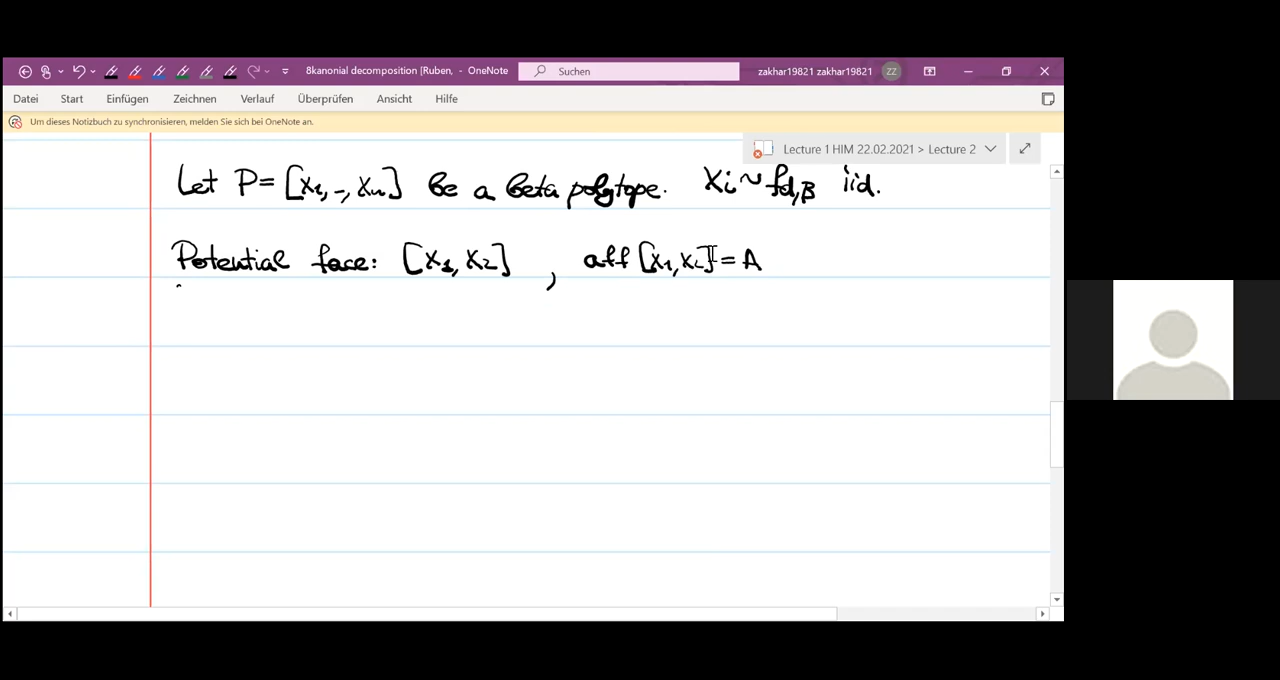 8kanonial decomposition [Ruben, - OneNote
Suchen
zakhar19821 zakhar19821
ZZ
Datei Start Einfügen Zeichnen Verlauf Überprüfen Ansicht Hilfe
Um dieses Notizbuch zu synchronisieren, melden Sie sich bei OneNote an.
Lecture 1 HIM 22.02.2021 > Lecture 2
Let P = [X1, -, Xn] be a beta polytope. Xi ~ fd,β iid.
Potential face: [X1, X2] , aff [X1, X2] = A